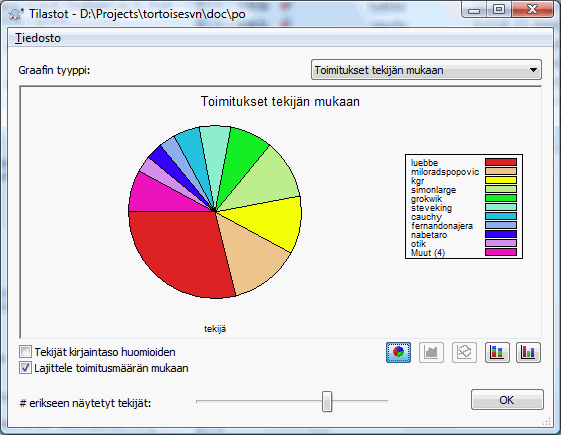 Tilastot - D:\Projects\tortoisesvn\doc\po
Tiedosto
Graafin tyyppi:
Toimitukset tekijän mukaan
Toimitukset tekijän mukaan
luebbe
miloradspopovic
kgr
simonlarge
grokwik
steveking
cauchy
fernandonajera
nabetaro
otik
Muut (4)
tekijä
Tekijät kirjaintaso huomioiden
Lajittele toimitusmäärän mukaan
# erikseen näytetyt tekijät:
OK